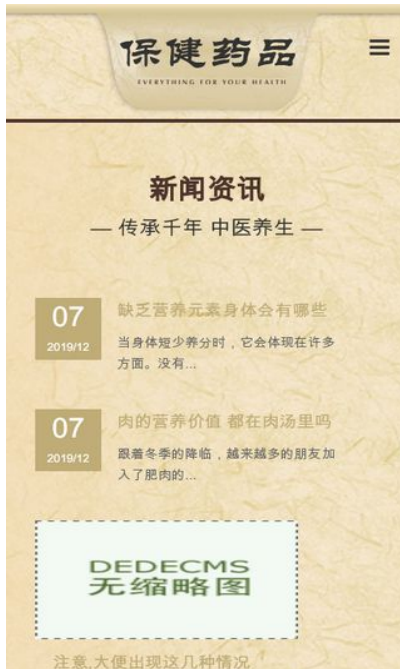 保健药品
EVERYTHING FOR YOUR HEALTH
新闻资讯
— 传承千年 中医养生 —
07
2019/12
缺乏营养元素身体会有哪些
当身体短少养分时，它会体现在许多
方面。没有...
07
2019/12
肉的营养价值 都在肉汤里吗
跟着冬季的降临，越来越多的朋友加
入了肥肉的...
DEDECMS
无缩略图
注意,大便出现这几种情况